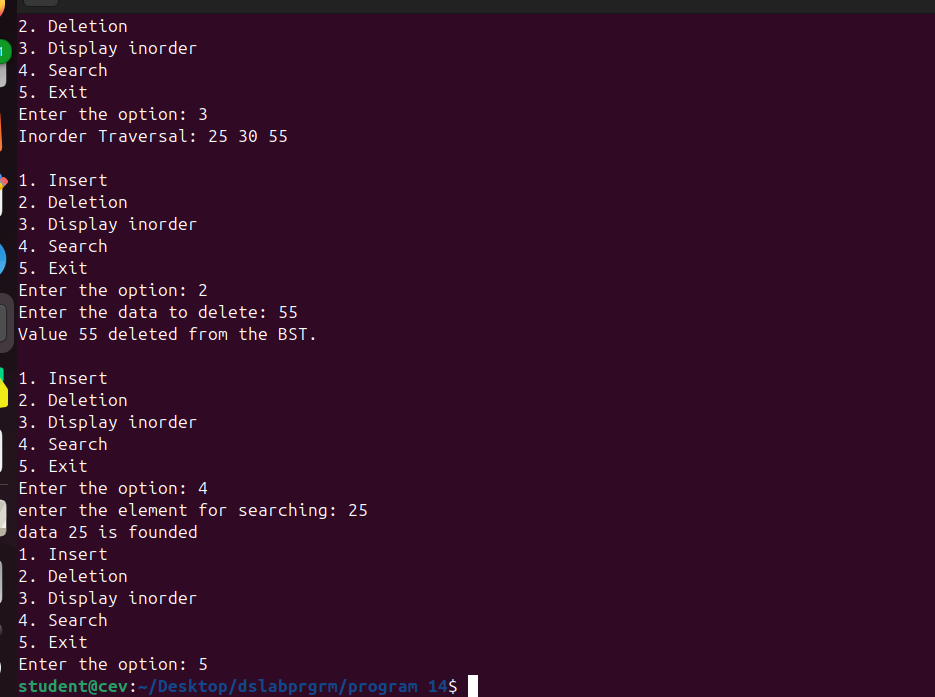 2. Deletion
3. Display inorder
4. Search
5. Exit
Enter the option: 3
Inorder Traversal: 25 30 55
1. Insert
2. Deletion
3. Display inorder
4. Search
5. Exit
Enter the option: 2
Enter the data to delete: 55
Value 55 deleted from the BST.
1. Insert
2. Deletion
3. Display inorder
4. Search
5. Exit
Enter the option: 4
enter the element for searching: 25
data 25 is founded
1. Insert
2. Deletion
3. Display inorder
4. Search
5. Exit
Enter the option: 5
student@cev:~/Desktop/dslabprgrm/program 14$